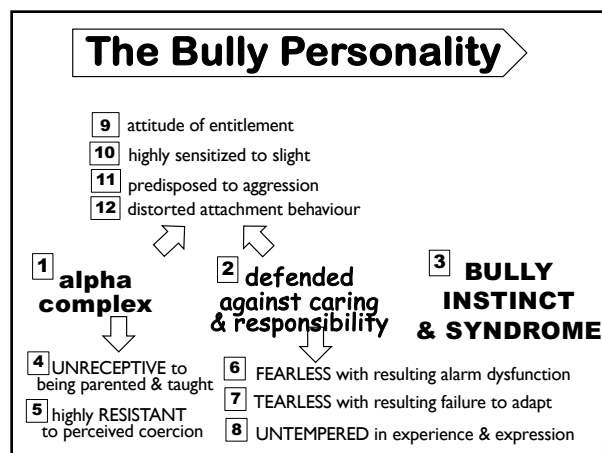 The Bully Personality
9 attitude of entitlement
10 highly sensitized to slight
11 predisposed to aggression
12 distorted attachment behaviour
1 alpha
complex
2 defended
against caring
& responsibility
3 BULLY
INSTINCT
& SYNDROME
4 UNRECEPTIVE to
being parented & taught
5 highly RESISTANT
to perceived coercion
6 FEARLESS with resulting alarm dysfunction
7 TEARLESS with resulting failure to adapt
8 UNTEMPERED in experience & expression